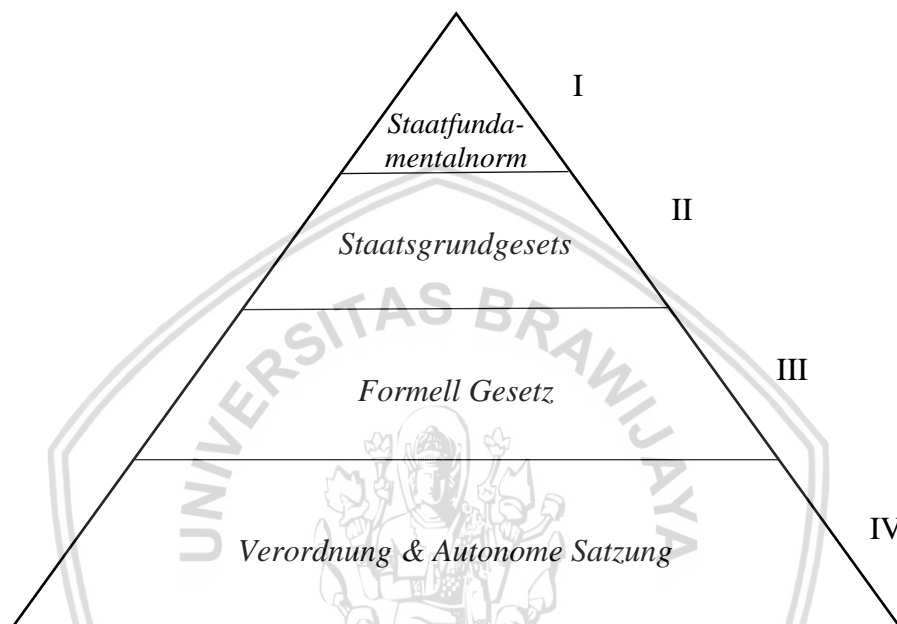 I
Staatfunda-
mentalnorm
II
Staatsgrundgesets
UNIVERSITAS BRAWIJAYA
III
Formell Gesetz
IV
Verordnung & Autonome Satzung